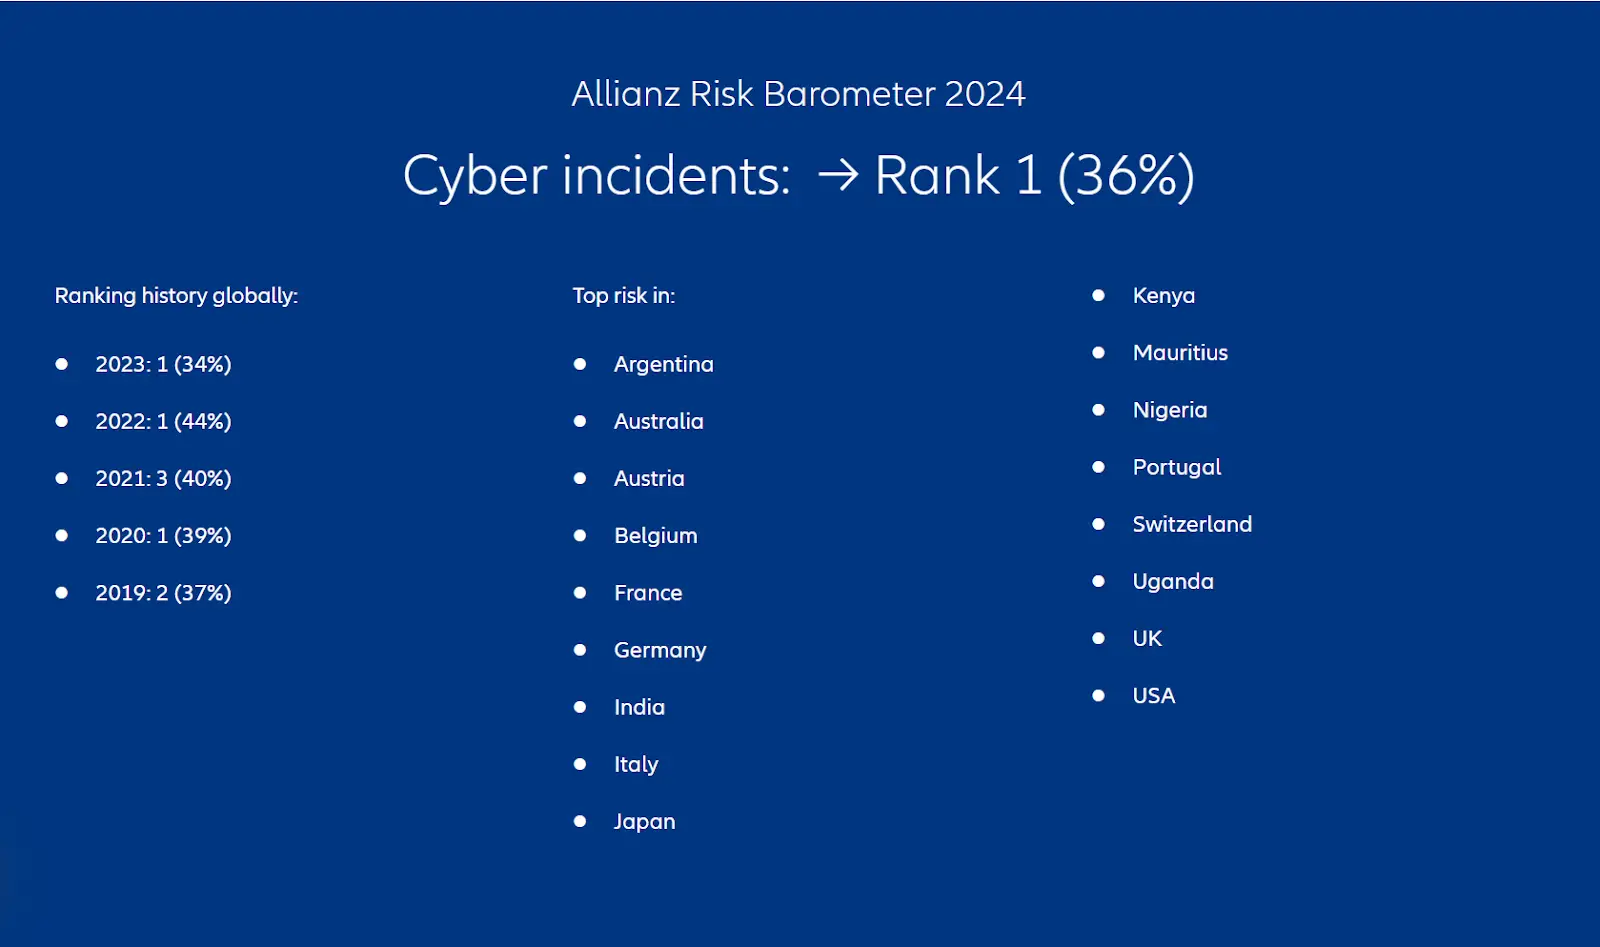 Allianz Risk Barometer 2024
Cyber incidents: → Rank 1 (36%)
Ranking history globally:
● 2023: 1 (34%)
● 2022: 1 (44%)
● 2021: 3 (40%)
● 2020: 1 (39%)
● 2019: 2 (37%)
Top risk in:
● Argentina
● Australia
● Austria
● Belgium
● France
● Germany
● India
● Italy
● Japan
● Kenya
● Mauritius
● Nigeria
● Portugal
● Switzerland
● Uganda
● UK
● USA